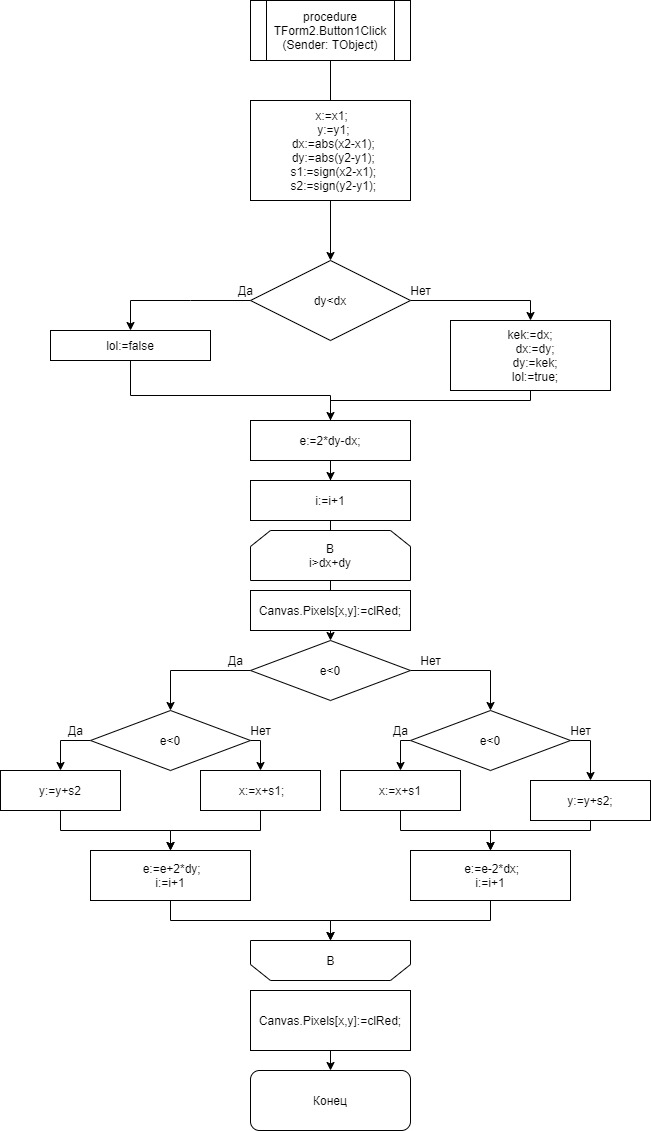 procedure
TForm2.Button1Click
(Sender: TObject)
x:=x1;
y:=y1;
dx:=abs(x2-x1);
dy:=abs(y2-y1);
s1:=sign(x2-x1);
s2:=sign(y2-y1);
Да
dy<dx
Нет
lol:=false
kek:=dx;
dx:=dy;
dy:=kek;
lol:=true;
e:=2*dy-dx;
i:=i+1
B
i>dx+dy
Canvas.Pixels[x,y]:=clRed;
Да
e<0
Нет
Да
e<0
Нет
Да
e<0
Нет
y:=y+s2
x:=x+s1;
x:=x+s1
y:=y+s2;
e:=e+2*dy;
i:=i+1
e:=e-2*dx;
i:=i+1
B
Canvas.Pixels[x,y]:=clRed;
Конец